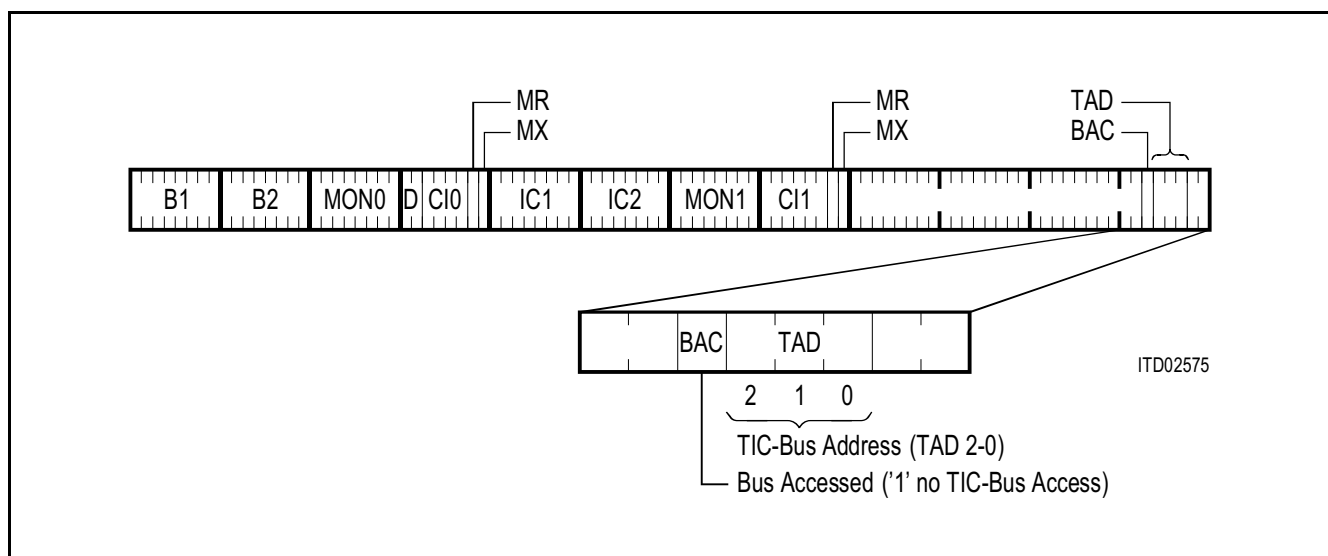 MR MR TAD
MX MX BAC
B1 B2 MON0 D CI0 IC1 IC2 MON1 CI1
BAC TAD
ITD02575
2 1 0
TIC-Bus Address (TAD 2-0)
Bus Accessed ('1' no TIC-Bus Access)